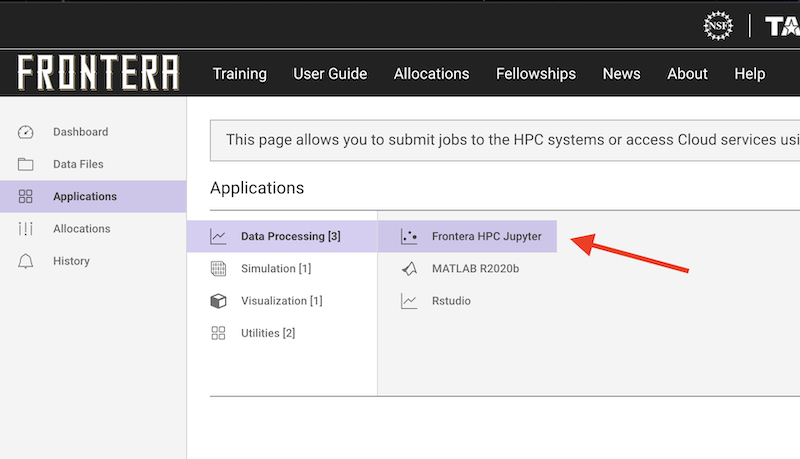 NSF
FRONTERA
Training User Guide Allocations Fellowships News About Help
Dashboard
Data Files
Applications
Allocations
History
This page allows you to submit jobs to the HPC systems or access Cloud services
Applications
Data Processing [3]
Simulation [1]
Visualization [1]
Utilities [2]
Frontera HPC Jupyter
MATLAB R2020b
Rstudio